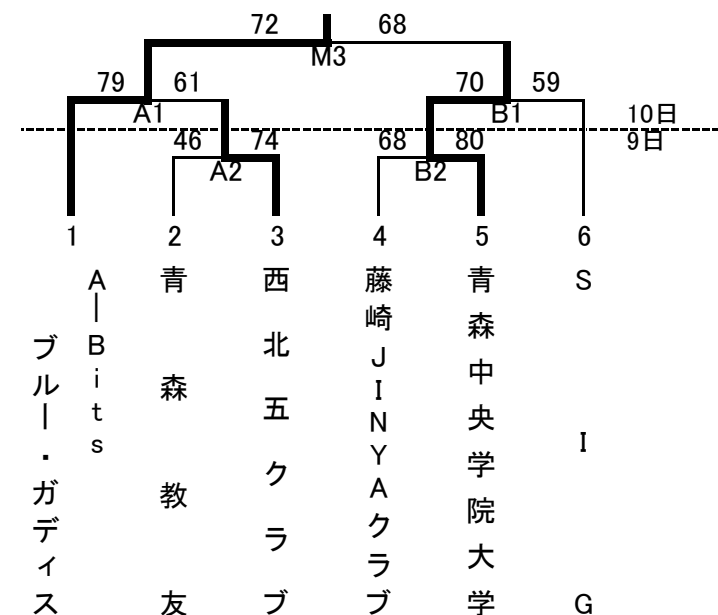 72 68
M3
79 61 70 59
A1 B1 10日
46 74 68 80 9日
A2 B2
1 2 3 4 5 6
A―Bits
ブルー・ガディス
青森教友
西北五クラブ
藤崎JINYAクラブ
青森中央学院大学
SIG